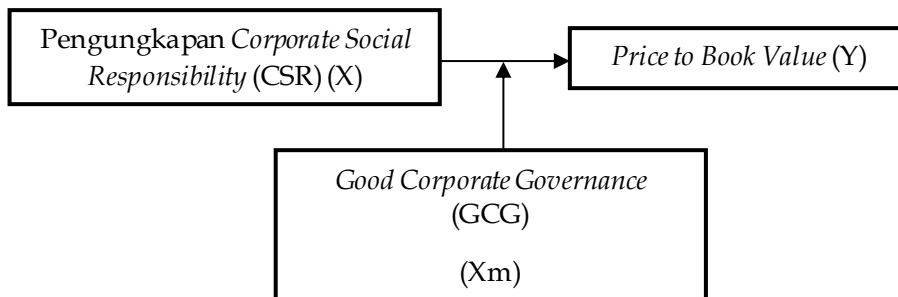 Pengungkapan Corporate Social
Responsibility (CSR) (X)
Price to Book Value (Y)
Good Corporate Governance
(GCG)
(Xm)